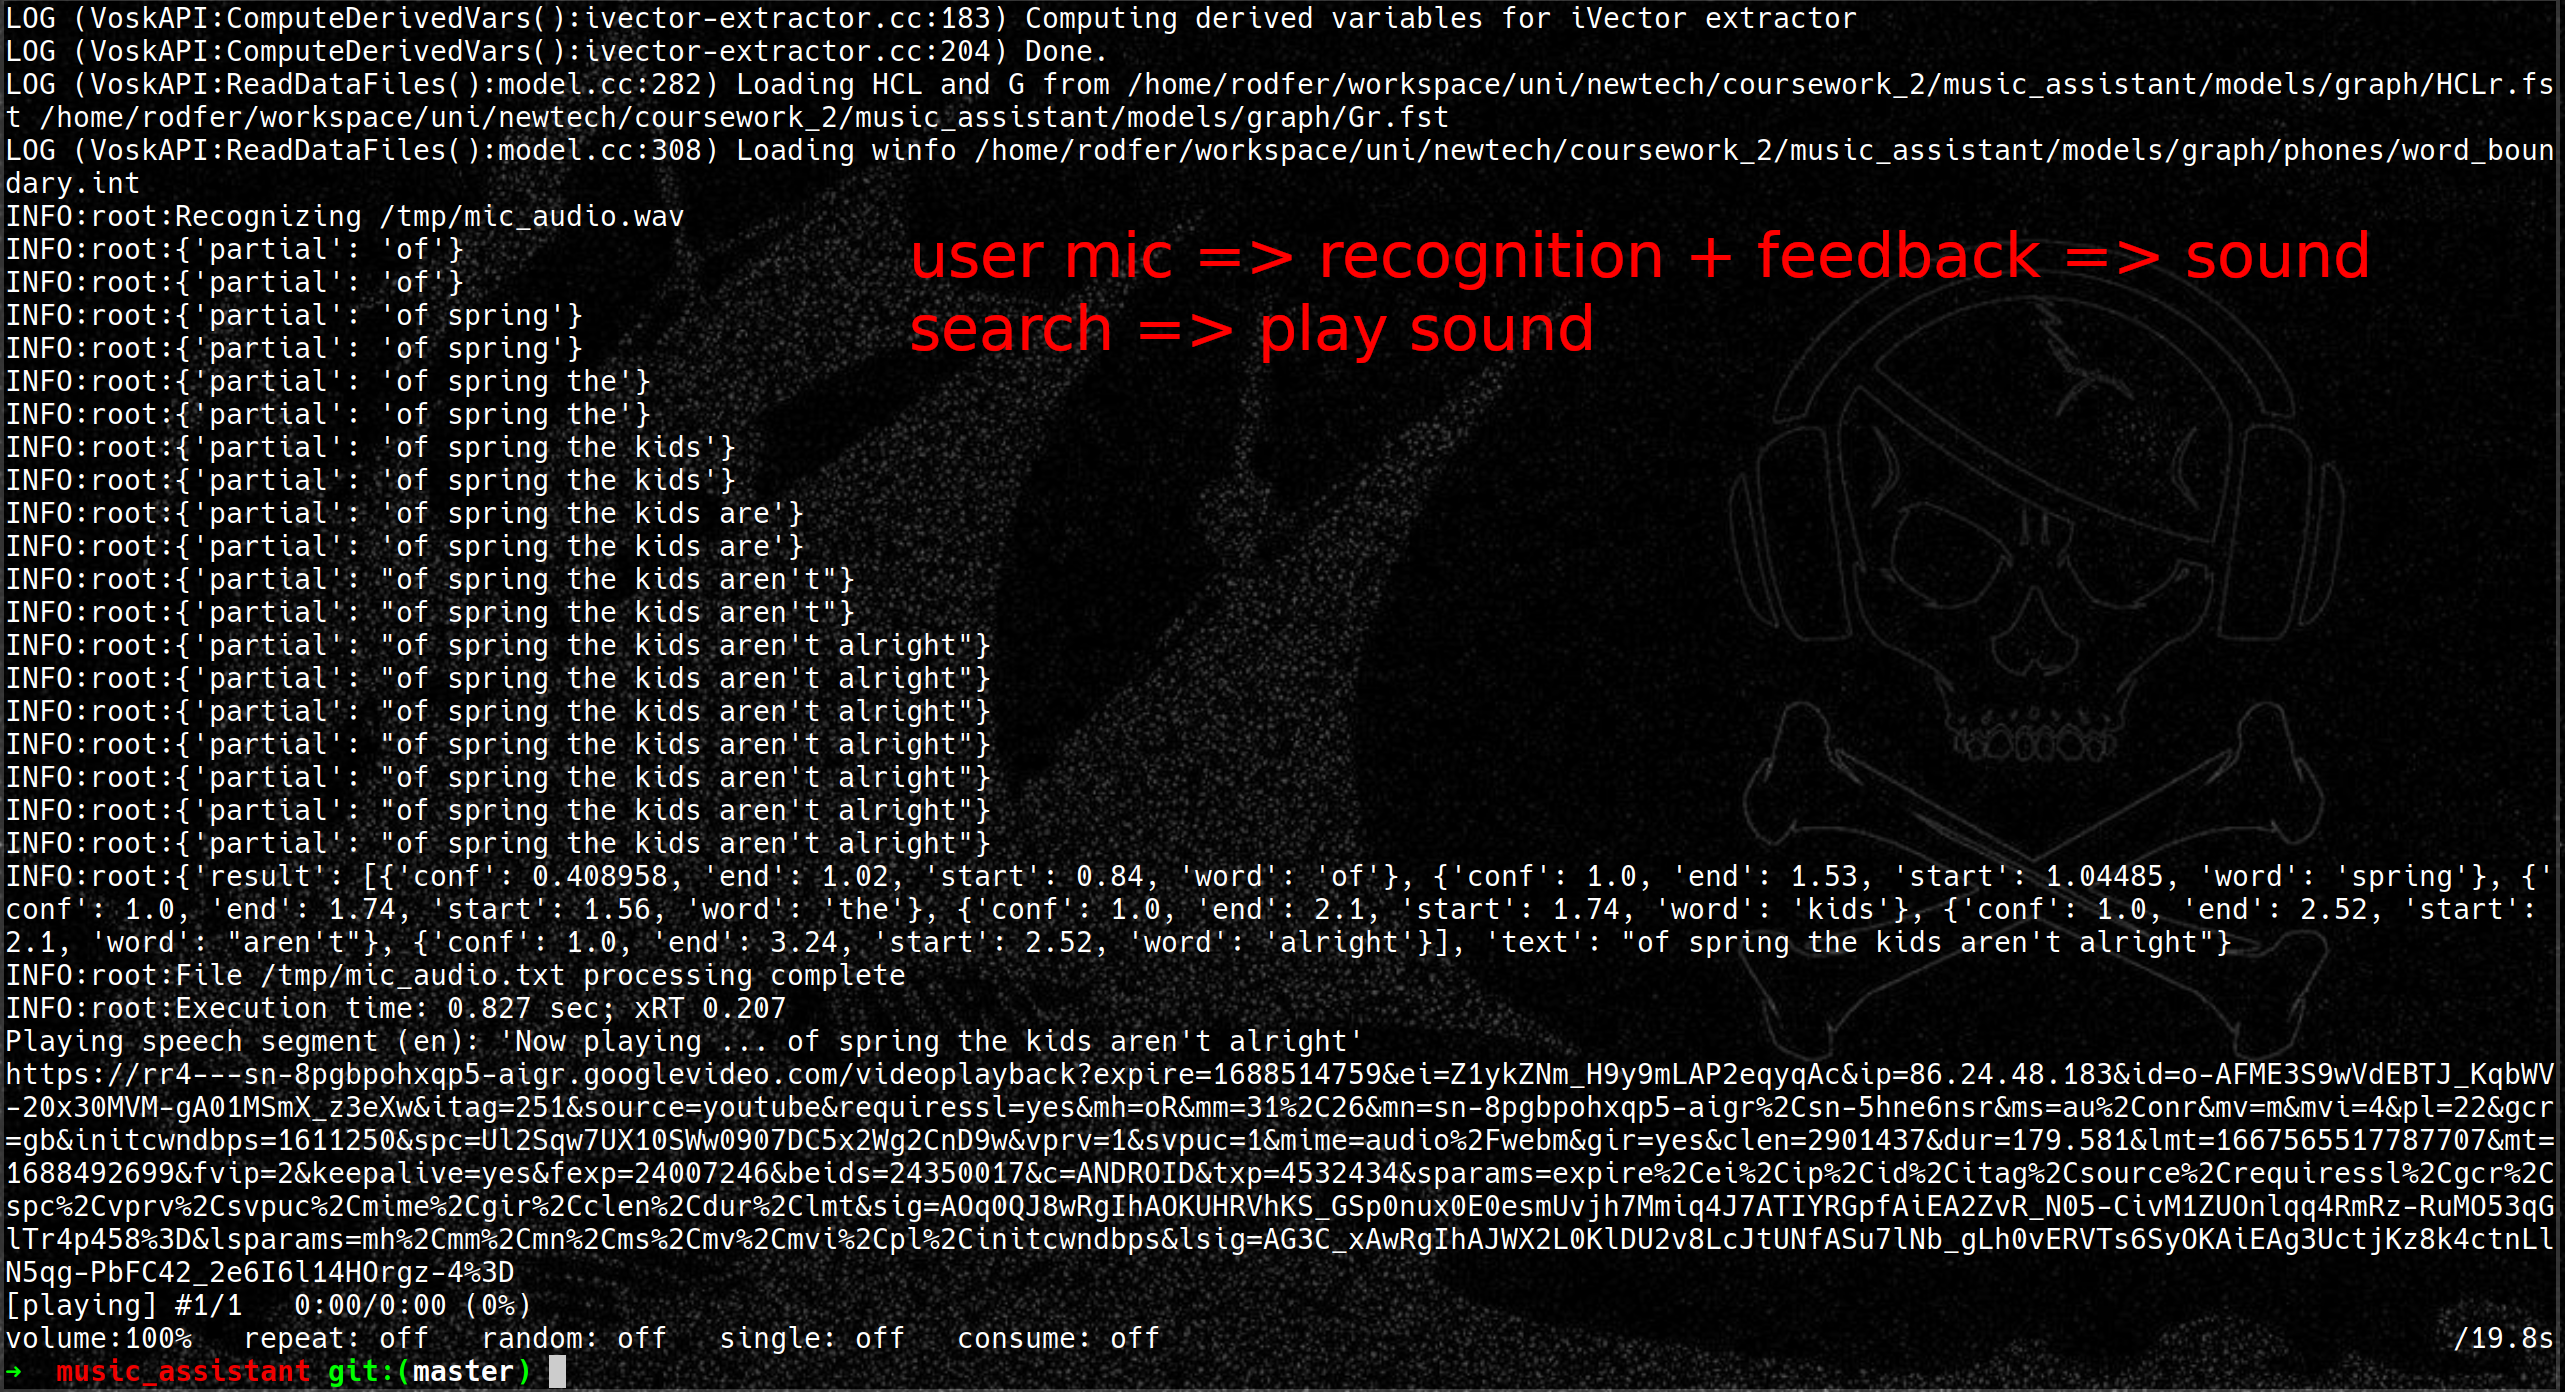 LOG (VoskAPI:ComputeDerivedVars():ivector-extractor.cc:183) Computing derived variables for iVector extractor
LOG (VoskAPI:ComputeDerivedVars():ivector-extractor.cc:204) Done.
LOG (VoskAPI:ReadDataFiles():model.cc:282) Loading HCL and G from /home/rodfer/workspace/uni/newtech/coursework_2/music_assistant/models/graph/HCLr.fs
t /home/rodfer/workspace/uni/newtech/coursework_2/music_assistant/models/graph/Gr.fst
LOG (VoskAPI:ReadDataFiles():model.cc:308) Loading winfo /home/rodfer/workspace/uni/newtech/coursework_2/music_assistant/models/graph/phones/word_boun
dary.int
INFO:root:Recognizing /tmp/mic_audio.wav
user mic => recognition + feedback => sound
search => play sound
INFO:root:{'partial': 'of'}
INFO:root:{'partial': 'of'}
INFO:root:{'partial': 'of spring'}
INFO:root:{'partial': 'of spring'}
INFO:root:{'partial': 'of spring the'}
INFO:root:{'partial': 'of spring the'}
INFO:root:{'partial': 'of spring the kids'}
INFO:root:{'partial': 'of spring the kids'}
INFO:root:{'partial': 'of spring the kids are'}
INFO:root:{'partial': 'of spring the kids are'}
INFO:root:{'partial': "of spring the kids aren't"}
INFO:root:{'partial': "of spring the kids aren't"}
INFO:root:{'partial': "of spring the kids aren't alright"}
INFO:root:{'partial': "of spring the kids aren't alright"}
INFO:root:{'partial': "of spring the kids aren't alright"}
INFO:root:{'partial': "of spring the kids aren't alright"}
INFO:root:{'partial': "of spring the kids aren't alright"}
INFO:root:{'partial': "of spring the kids aren't alright"}
INFO:root:{'partial': "of spring the kids aren't alright"}
INFO:root:{'result': [{'conf': 0.408958, 'end': 1.02, 'start': 0.84, 'word': 'of'}, {'conf': 1.0, 'end': 1.53, 'start': 1.04485, 'word': 'spring'}, {'
conf': 1.0, 'end': 1.74, 'start': 1.56, 'word': 'the'}, {'conf': 1.0, 'end': 2.1, 'start': 1.74, 'word': 'kids'}, {'conf': 1.0, 'end': 2.52, 'start':
2.1, 'word': "aren't"}, {'conf': 1.0, 'end': 3.24, 'start': 2.52, 'word': 'alright'}], 'text': "of spring the kids aren't alright"}
INFO:root:File /tmp/mic_audio.txt processing complete
INFO:root:Execution time: 0.827 sec; xRT 0.207
Playing speech segment (en): 'Now playing ... of spring the kids aren't alright'
https://rr4---sn-8pgbpohxqp5-aigr.googlevideo.com/videoplayback?expire=1688514759&ei=Z1ykZNm_H9y9mLAP2eqyqAc&ip=86.24.48.183&id=o-AFME3S9wVdEBTJ_KqbWV
-20x30MVM-gA01MSmX_z3eXw&itag=251&source=youtube&requiressl=yes&mh=oR&mm=31%2C26&mn=sn-8pgbpohxqp5-aigr%2Csn-5hne6nsr&ms=au%2Conr&mv=m&mvi=4&pl=22&gcr
=gb&initcwndbps=1611250&spc=Ul2Sqw7UX10SWw0907DC5x2Wg2CnD9w&vprv=1&svpuc=1&mime=audio%2Fwebm&gir=yes&clen=2901437&dur=179.581&lmt=1667565517787707&mt=
1688492699&fvip=2&keepalive=yes&fexp=24007246&beids=24350017&c=ANDROID&txp=4532434&sparams=expire%2Cei%2Cip%2Cid%2Citag%2Csource%2Crequiressl%2Cgcr%2C
spc%2Cvprv%2Csvpuc%2Cmime%2Cgir%2Cclen%2Cdur%2Clmt&sig=AOq0QJ8wRgIhAOKUHRVhKS_GSp0nux0E0esmUvjh7Mmiq4J7ATIYRGpfAiEA2ZvR_N05-CivM1ZUOnlqq4RmRz-RuMO53qG
lTr4p458%3D&lsparams=mh%2Cmm%2Cmn%2Cms%2Cmv%2Cmvi%2Cpl%2Cinitcwndbps&lsig=AG3C_xAwRgIhAJWX2L0KlDU2v8LcJtUNfASu7lNb_gLh0vERVTs6SyOKAiEAg3UctjKz8k4ctnLl
N5qg-PbFC42_2e6I6l14HOrgz-4%3D
[playing] #1/1   0:00/0:00 (0%)
volume:100%   repeat: off   random: off   single: off   consume: off   /19.8s
➜  music_assistant git:(master)